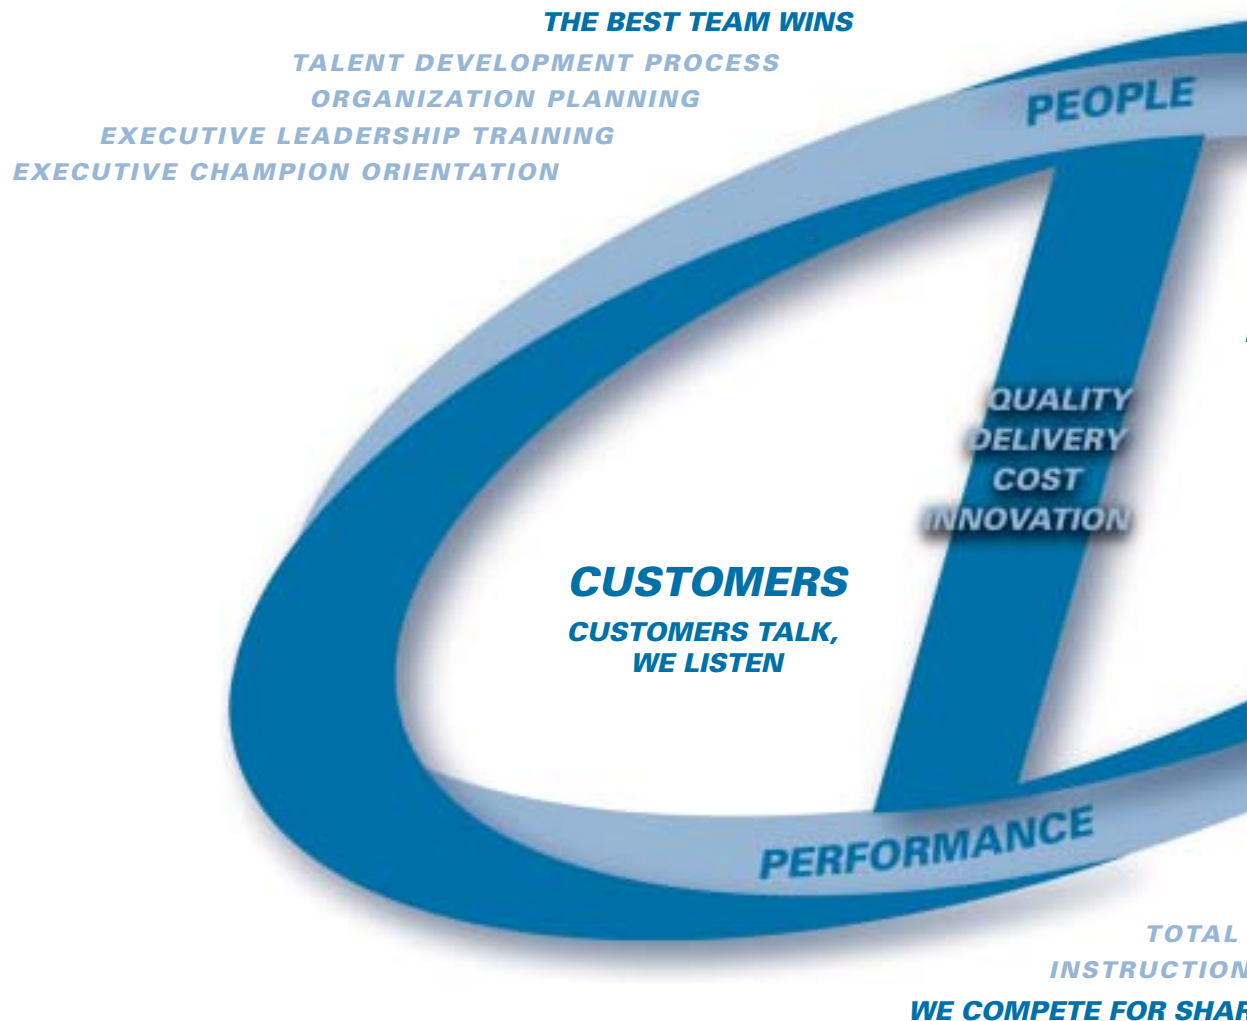 THE BEST TEAM WINS
TALENT DEVELOPMENT PROCESS
ORGANIZATION PLANNING
EXECUTIVE LEADERSHIP TRAINING
EXECUTIVE CHAMPION ORIENTATION
PEOPLE
QUALITY
DELIVERY
COST
INNOVATION
CUSTOMERS
CUSTOMERS TALK,
WE LISTEN
PERFORMANCE
TOTAL
INSTRUCTION
WE COMPETE FOR